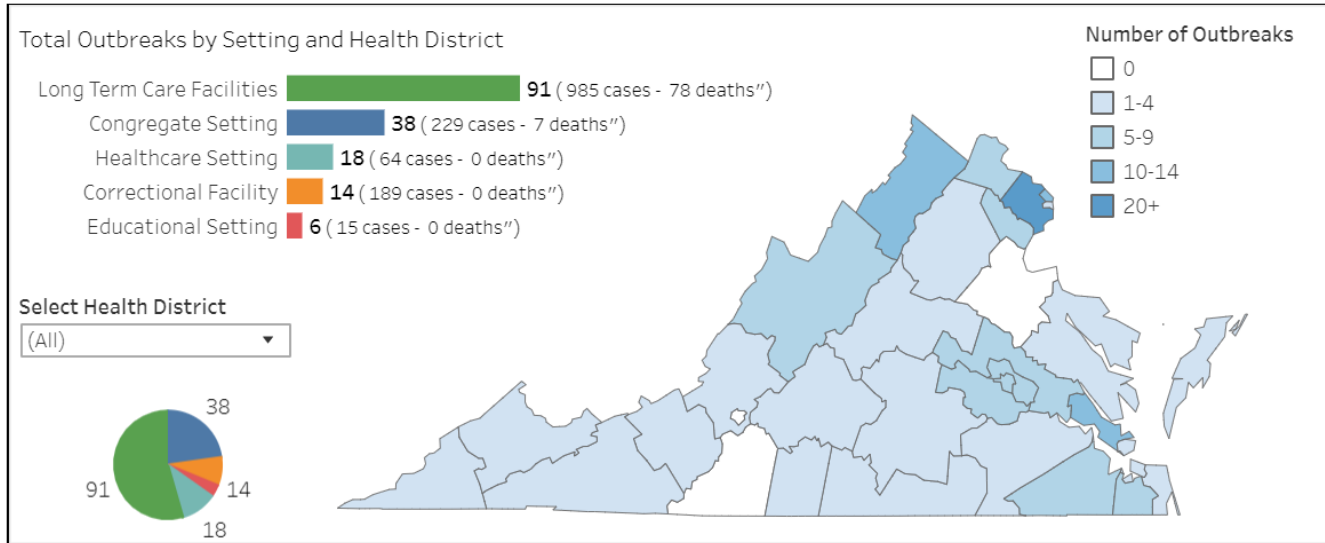 Total Outbreaks by Setting and Health District
Long Term Care Facilities 91 ( 985 cases - 78 deaths”)
Congregate Setting 38 ( 229 cases - 7 deaths”)
Healthcare Setting 18 ( 64 cases - 0 deaths”)
Correctional Facility 14 ( 189 cases - 0 deaths”)
Educational Setting 6 ( 15 cases - 0 deaths”)
Number of Outbreaks
0
1-4
5-9
10-14
20+
Select Health District
(All)
38
91
14
18